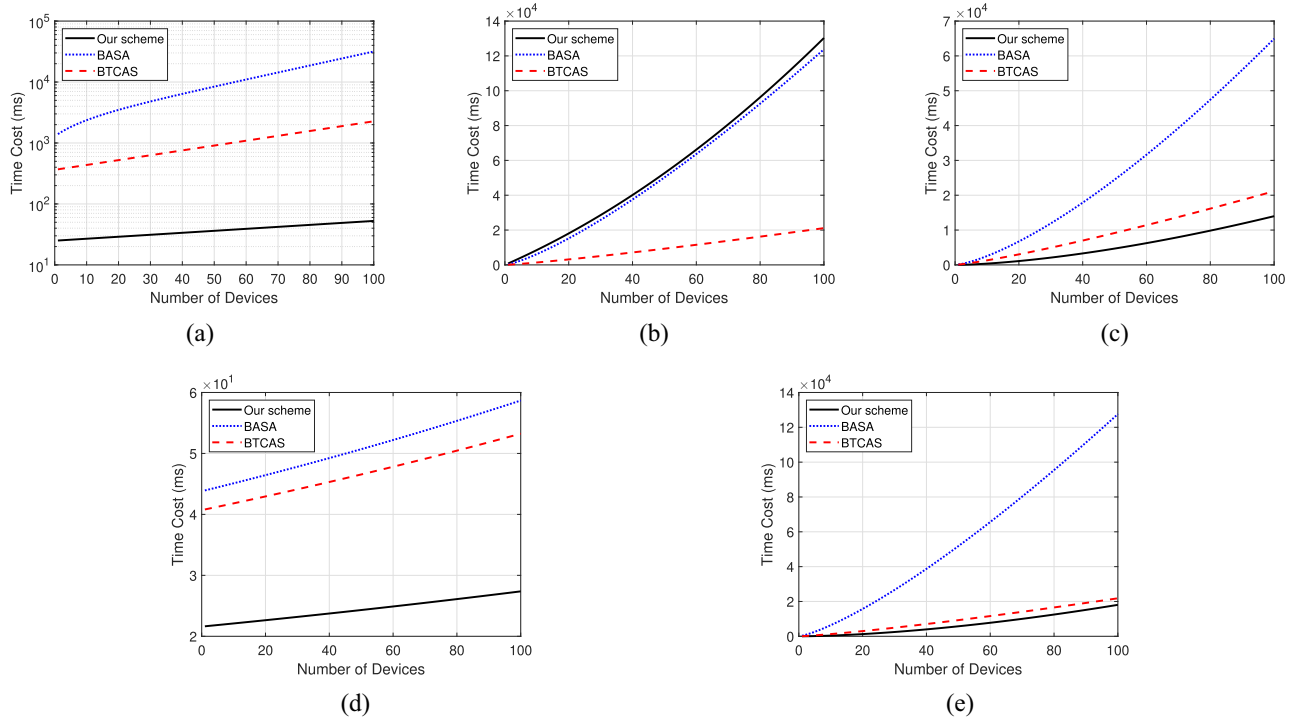 10^5
10^4
10^3
10^2
10^1
Time Cost (ms)
Our scheme
BASA
BTCAS
10 20 30 40 50 60 70 80 90 100
Number of Devices
(a)
×10^4
14
12
10
8
6
4
2
0
Time Cost (ms)
Our scheme
BASA
BTCAS
0 20 40 60 80 100
Number of Devices
(b)
×10^4
7
6
5
4
3
2
1
0
Time Cost (ms)
Our scheme
BASA
BTCAS
0 20 40 60 80 100
Number of Devices
(c)
×10^1
6
5
4
3
2
Time Cost (ms)
Our scheme
BASA
BTCAS
0 20 40 60 80 100
Number of Devices
(d)
×10^4
14
12
10
8
6
4
2
0
Time Cost (ms)
Our scheme
BASA
BTCAS
0 20 40 60 80 100
Number of Devices
(e)